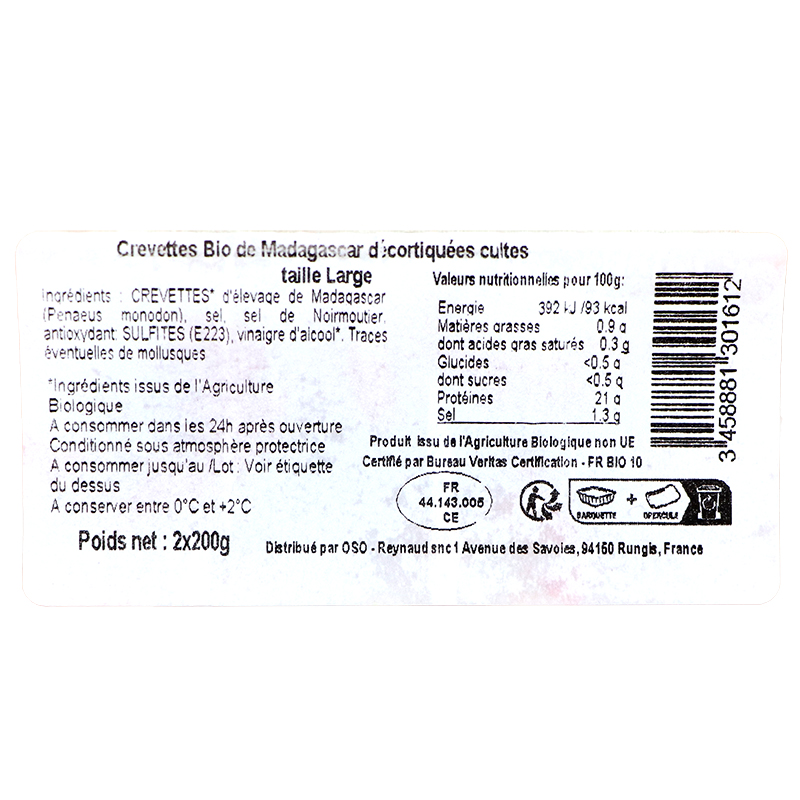 Crevettes Bio de Madagascar décortiquées cuites
taille Large
Ingrédients : CREVETTES* d'élevage de Madagascar
(Penaeus monodon), sel, sel de Noirmoutier,
antioxydant: SULFITES (E223), vinaigre d'alcool*. Traces
éventuelles de mollusques
*Ingrédients issus de l'Agriculture
Biologique
A consommer dans les 24h après ouverture
Conditionné sous atmosphère protectrice
A consommer jusqu'au /Lot : Voir étiquette
du dessus
A conserver entre 0°C et +2°C
Poids net : 2x200g
Valeurs nutritionnelles pour 100g:
Energie 392 kJ /93 kcal
Matières grasses 0.9 g
dont acides gras saturés 0.3 g
Glucides <0.5 g
dont sucres <0.5 g
Protéines 21 g
Sel 1.3 g
Produit issu de l'Agriculture Biologique non UE
Certifié par Bureau Veritas Certification - FR BIO 10
FR
44.143.005
CE
BARQUETTE + OPERCULE
Distribué par OSO - Reynaud snc 1 Avenue des Savoies, 94150 Rungis, France
3 458881 301612